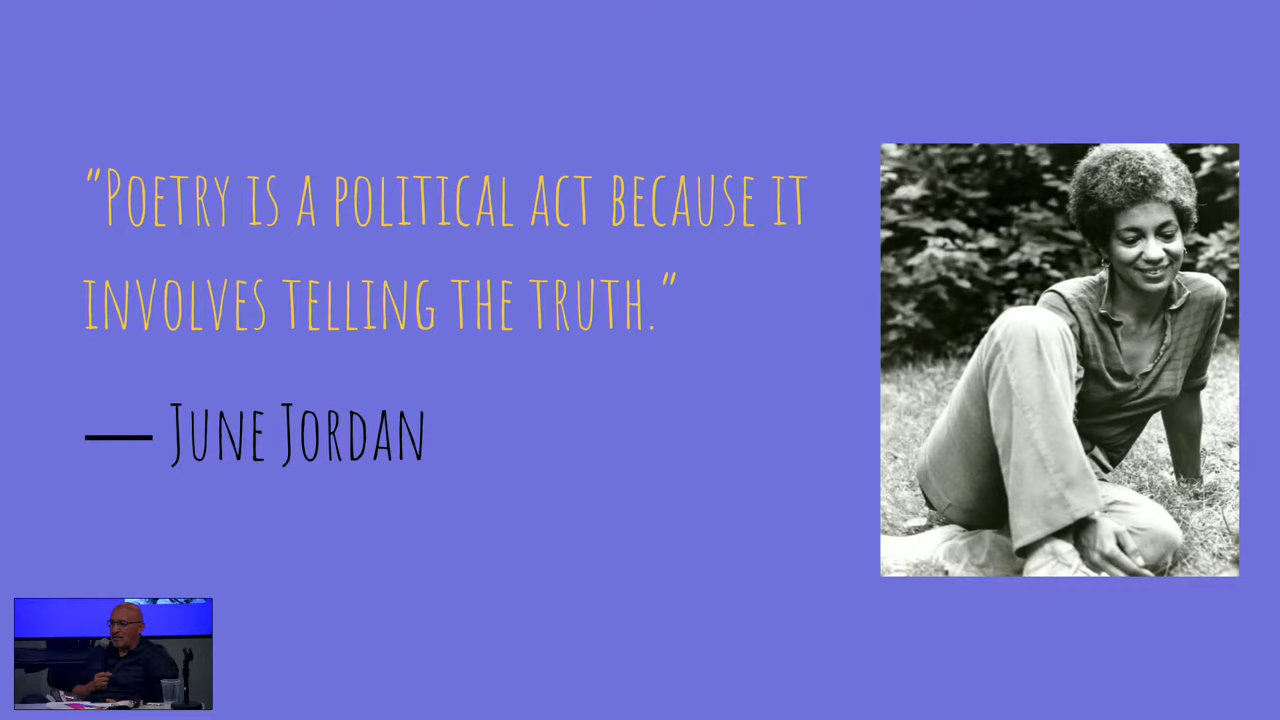 "Poetry is a political act because it
involves telling the truth."
― June Jordan